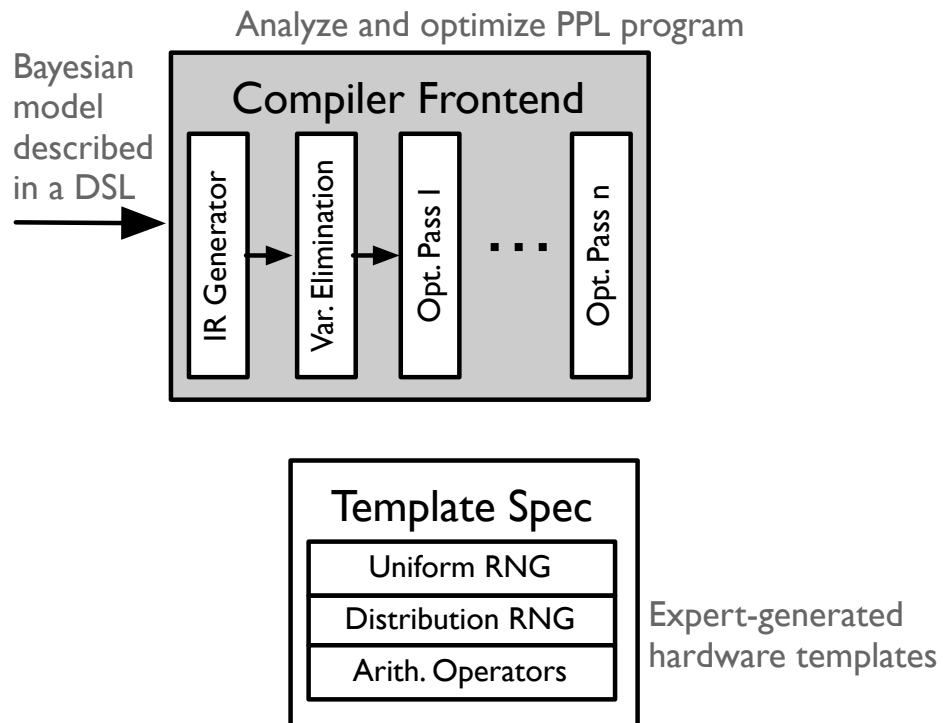 Analyze and optimize PPL program
Bayesian
model
described
in a DSL
Compiler Frontend
IR Generator
Var. Elimination
Opt. Pass 1
...
Opt. Pass n
Template Spec
Uniform RNG
Distribution RNG
Arith. Operators
Expert-generated
hardware templates